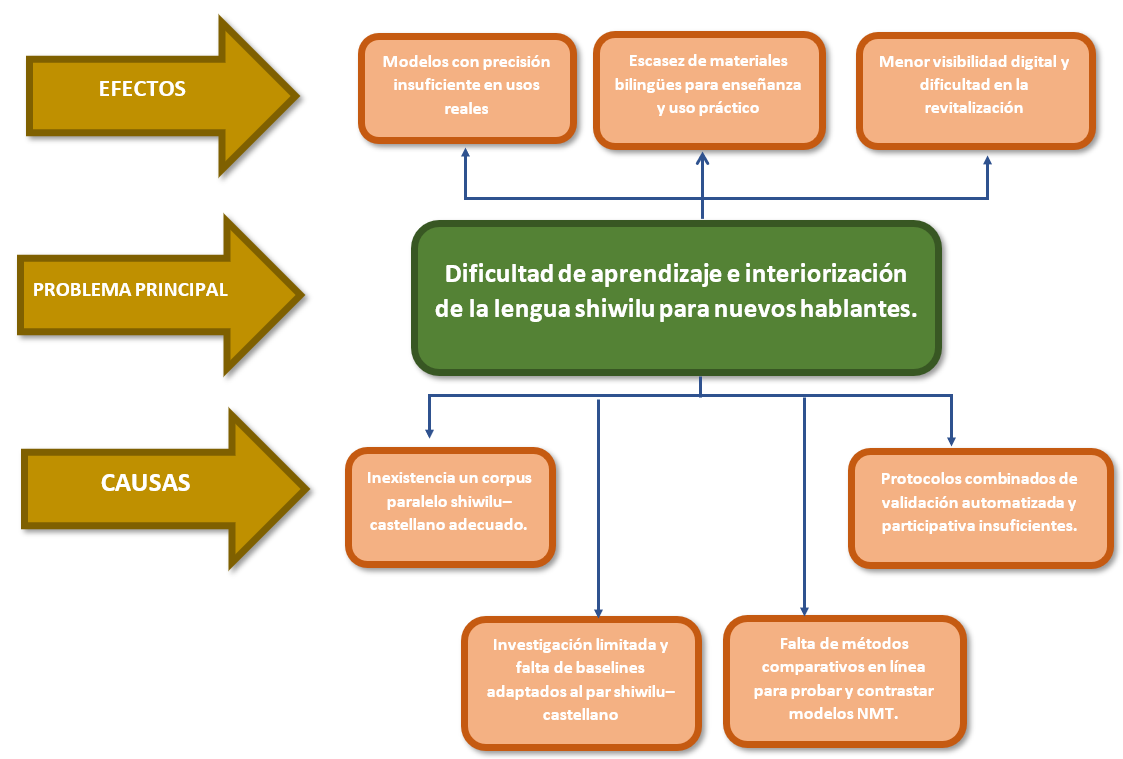 EFECTOS
Modelos con precisión
insuficiente en usos
reales
Escasez de materiales
bilingües para enseñanza
y uso práctico
Menor visibilidad digital y
dificultad en la
revitalización
PROBLEMA PRINCIPAL
Dificultad de aprendizaje e interiorización
de la lengua shiwilu para nuevos hablantes.
CAUSAS
Inexistencia un corpus
paralelo shiwilu–
castellano adecuado.
Protocolos combinados de
validación automatizada y
participativa insuficientes.
Investigación limitada y
falta de baselines
adaptados al par shiwilu–
castellano
Falta de métodos
comparativos en línea
para probar y contrastar
modelos NMT.